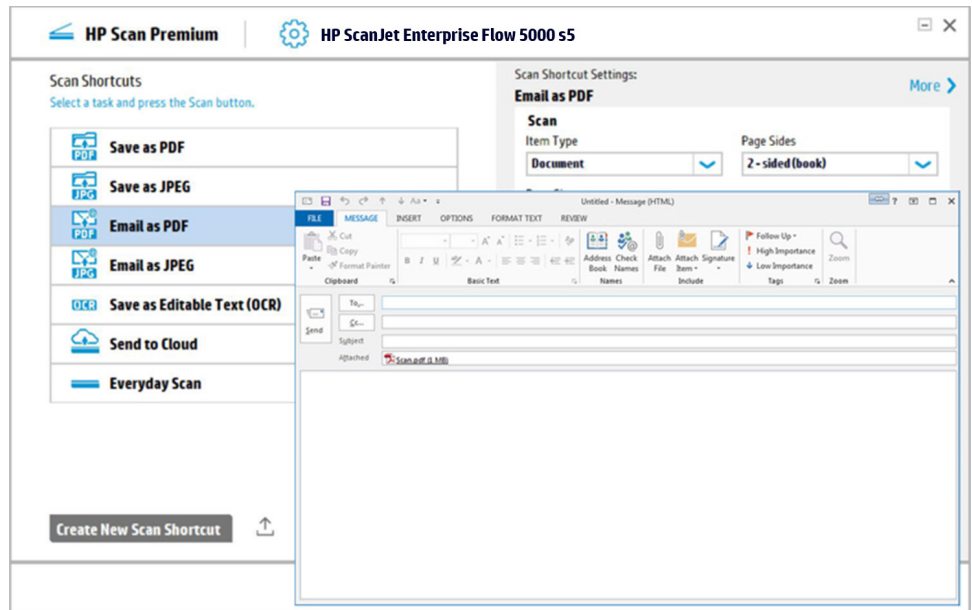 HP Scan Premium
HP ScanJet Enterprise Flow 5000 s5
Scan Shortcuts
Select a task and press the Scan button.
PDF Save as PDF
JPG Save as JPEG
PDF Email as PDF
JPG Email as JPEG
OCR Save as Editable Text (OCR)
Send to Cloud
Everyday Scan
Create New Scan Shortcut
Scan Shortcut Settings:
More
Email as PDF
Scan
Item Type Page Sides
Document 2 - sided (book)
Untitled - Message (HTML)
FILE MESSAGE INSERT OPTIONS FORMAT TEXT REVIEW
Paste
Cut
Copy
Format Painter
Clipboard
B I U
Basic Text
Address Book
Check Names
Names
Attach File
Attach Item
Signature
Include
Follow Up
High Importance
Low Importance
Tags
Zoom
Zoom
Send
To...
Cc...
Subject
Attached Scan.pdf (1 MB)